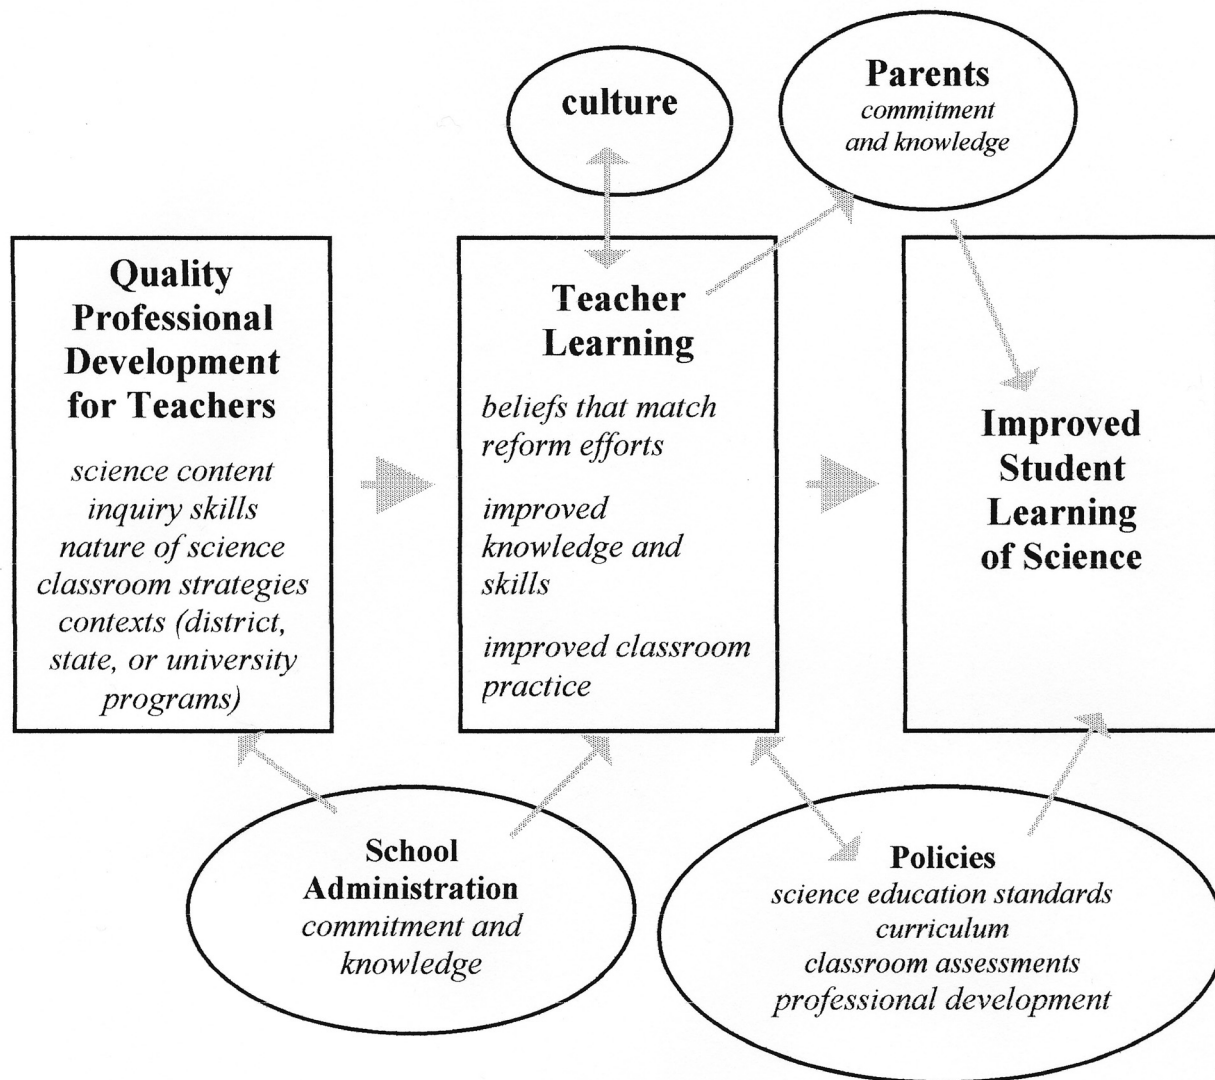 culture
Parents
commitment
and knowledge
Quality
Professional
Development
for Teachers
science content
inquiry skills
nature of science
classroom strategies
contexts (district,
state, or university
programs)
Teacher
Learning
beliefs that match
reform efforts
improved
knowledge and
skills
improved classroom
practice
Improved
Student
Learning
of Science
School
Administration
commitment and
knowledge
Policies
science education standards
curriculum
classroom assessments
professional development